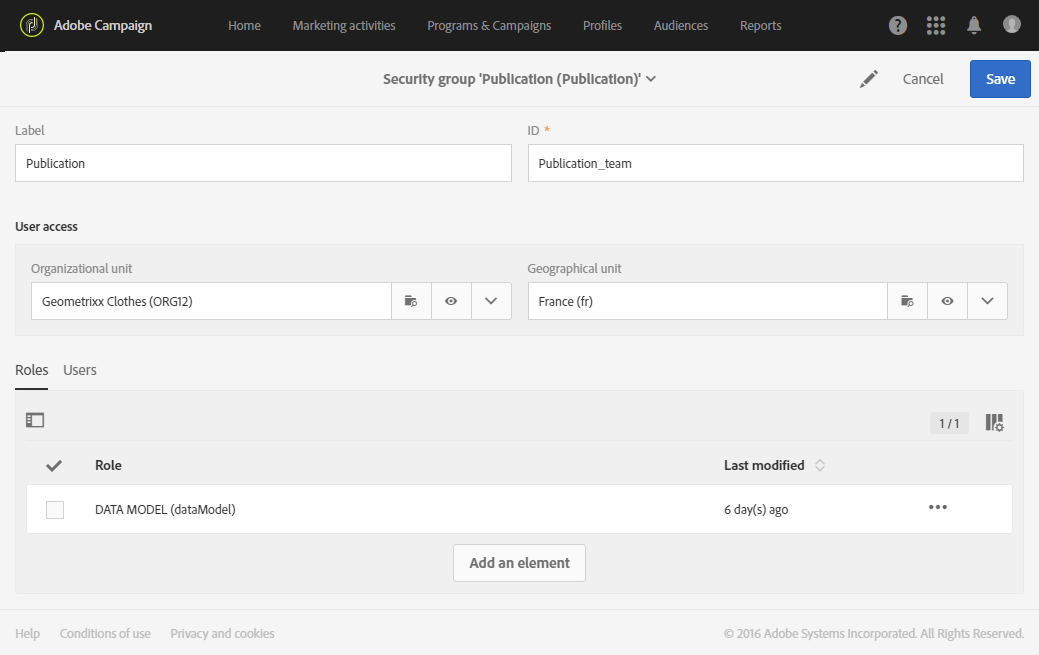 Adobe Campaign Home Marketing activities Programs & Campaigns Profiles Audiences Reports ?
Security group 'Publication (Publication)' Cancel Save
Label ID *
Publication Publication_team
User access
Organizational unit Geographical unit
Geometrixx Clothes (ORG12) France (fr)
Roles Users
1 / 1
Role Last modified
DATA MODEL (dataModel) 6 day(s) ago
Add an element
Help Conditions of use Privacy and cookies © 2016 Adobe Systems Incorporated. All Rights Reserved.